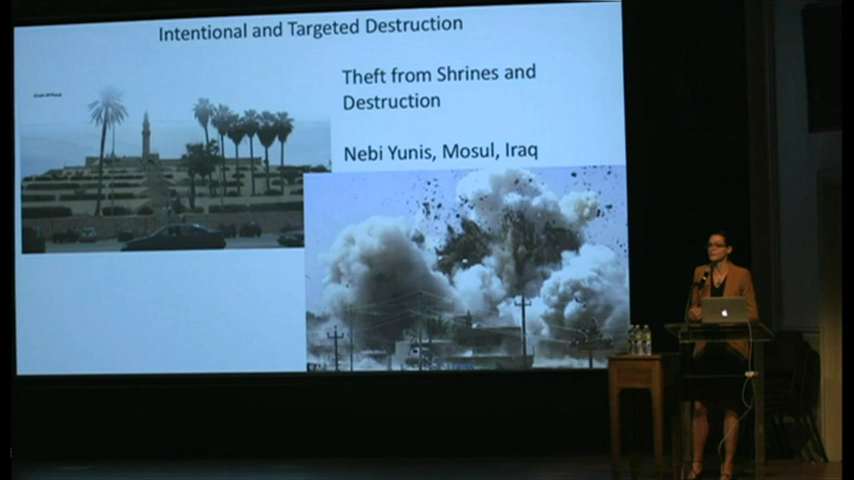 Intentional and Targeted Destruction
Theft from Shrines and
Destruction
Nebi Yunis, Mosul, Iraq